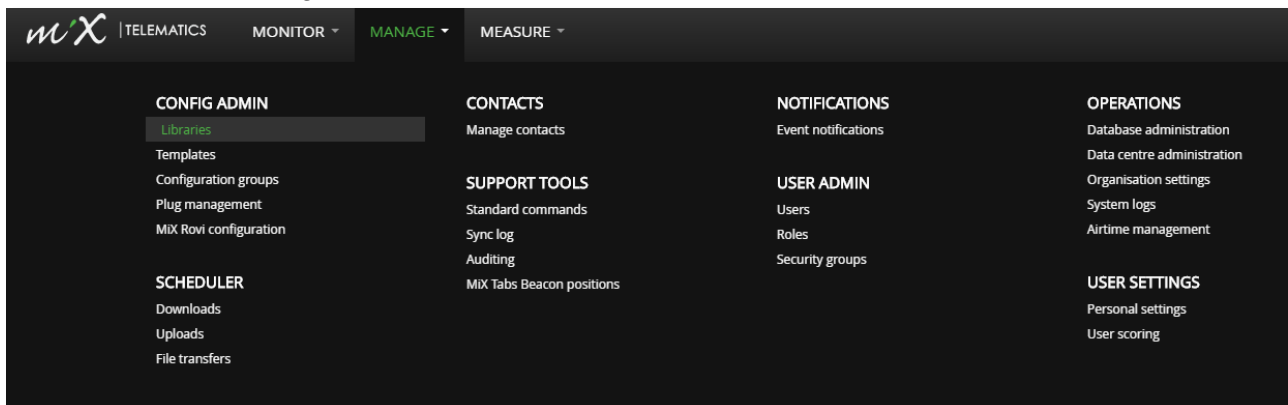 miX | TELEMATICS MONITOR MANAGE MEASURE
CONFIG ADMIN
Libraries
Templates
Configuration groups
Plug management
MiX Rovi configuration
SCHEDULER
Downloads
Uploads
File transfers
CONTACTS
Manage contacts
SUPPORT TOOLS
Standard commands
Sync log
Auditing
MiX Tabs Beacon positions
NOTIFICATIONS
Event notifications
USER ADMIN
Users
Roles
Security groups
OPERATIONS
Database administration
Data centre administration
Organisation settings
System logs
Airtime management
USER SETTINGS
Personal settings
User scoring